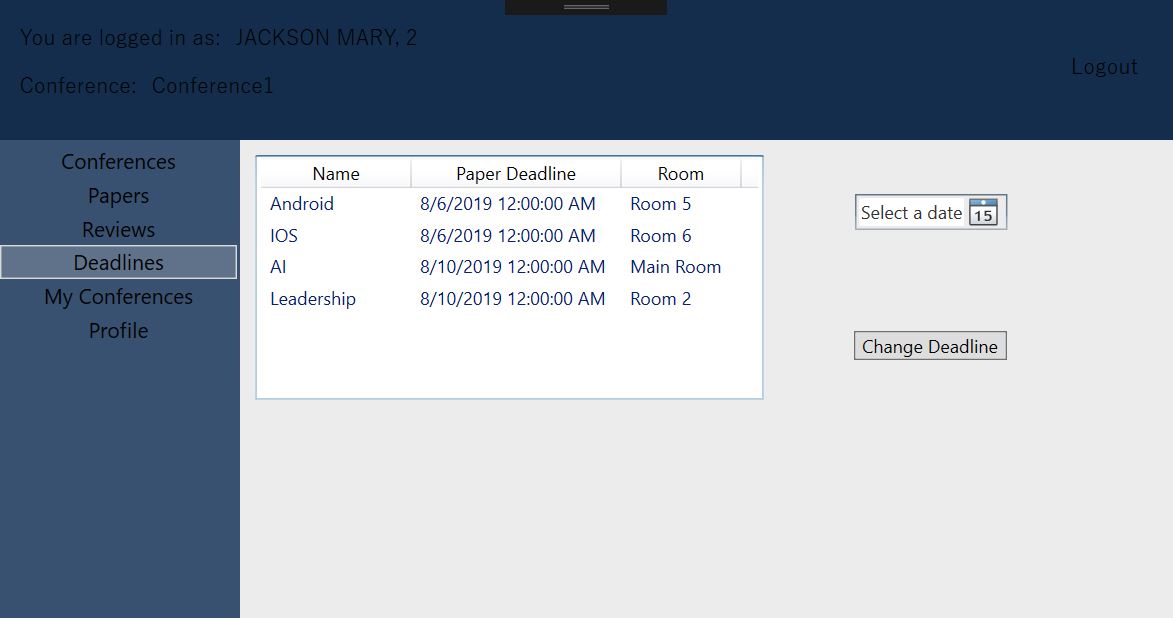 You are logged in as: JACKSON MARY, 2
Logout
Conference: Conference1
Conferences
Papers
Reviews
Deadlines
My Conferences
Profile
Name Paper Deadline Room
Android 8/6/2019 12:00:00 AM Room 5
IOS 8/6/2019 12:00:00 AM Room 6
AI 8/10/2019 12:00:00 AM Main Room
Leadership 8/10/2019 12:00:00 AM Room 2
Select a date 15
Change Deadline